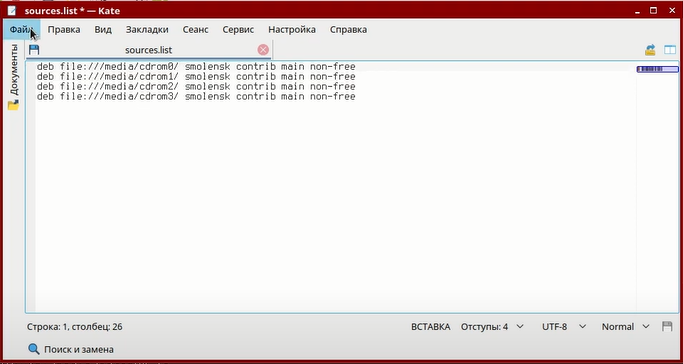 sources.list * — Kate
Файл Правка Вид Закладки Сеанс Сервис Настройка Справка
sources.list
Документы
deb file:///media/cdrom0/ smolensk contrib main non-free
deb file:///media/cdrom1/ smolensk contrib main non-free
deb file:///media/cdrom2/ smolensk contrib main non-free
deb file:///media/cdrom3/ smolensk contrib main non-free
Строка: 1, столбец: 26 ВСТАВКА Отступы: 4 UTF-8 Normal
Поиск и замена